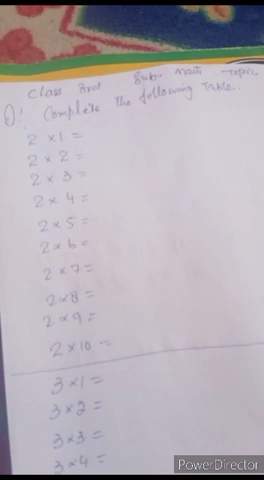 Class 3rd Sub- Math -topic
Q! Complete the following Table.
2 × 1 =
2 × 2 =
2 × 3 =
2 × 4 =
2 × 5 =
2 × 6 =
2 × 7 =
2 × 8 =
2 × 9 =
2 × 10 =
3 × 1 =
3 × 2 =
3 × 3 =
3 × 4 =
PowerDirector